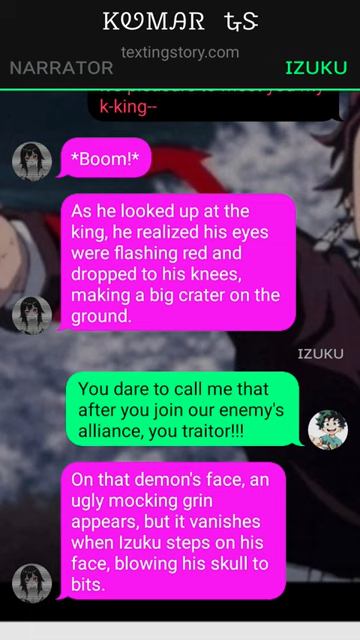 KUMAR tS
textingstory.com
NARRATOR IZUKU
k-king--
*Boom!*
As he looked up at the
king, he realized his eyes
were flashing red and
dropped to his knees,
making a big crater on the
ground.
IZUKU
You dare to call me that
after you join our enemy's
alliance, you traitor!!!
On that demon's face, an
ugly mocking grin
appears, but it vanishes
when Izuku steps on his
face, blowing his skull to
bits.